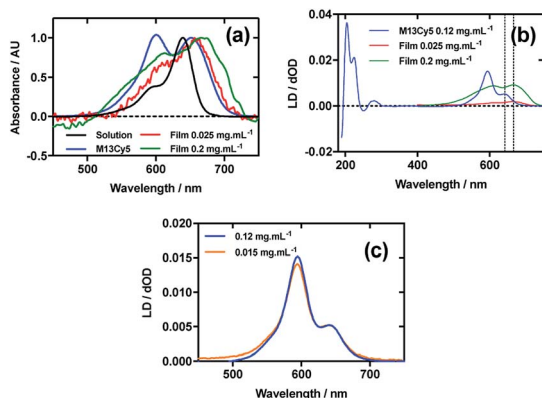 (a)
Absorbance / AU
1.0
0.5
0.0
-0.5
500
600
700
Wavelength / nm
Solution
Film 0.025 mg.mL-1
M13Cy5
Film 0.2 mg.mL-1
(b)
LD / dOD
0.04
0.02
0.00
-0.02
200
400
600
Wavelength / nm
M13Cy5 0.12 mg.mL-1
Film 0.025 mg.mL-1
Film 0.2 mg.mL-1
(c)
LD / dOD
0.020
0.015
0.010
0.005
0.000
500
600
700
Wavelength / nm
0.12 mg.mL-1
0.015 mg.mL-1